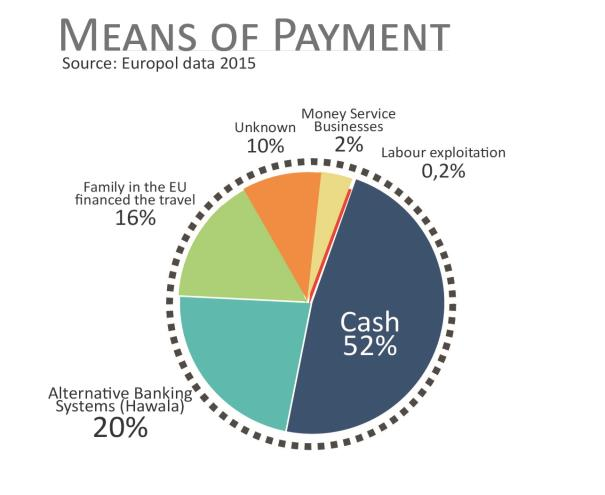 MEANS OF PAYMENT
Source: Europol data 2015
Money Service
Businesses
2%
Unknown
10%
Labour exploitation
0,2%
Family in the EU
financed the travel
16%
Cash
52%
Alternative Banking
Systems (Hawala)
20%